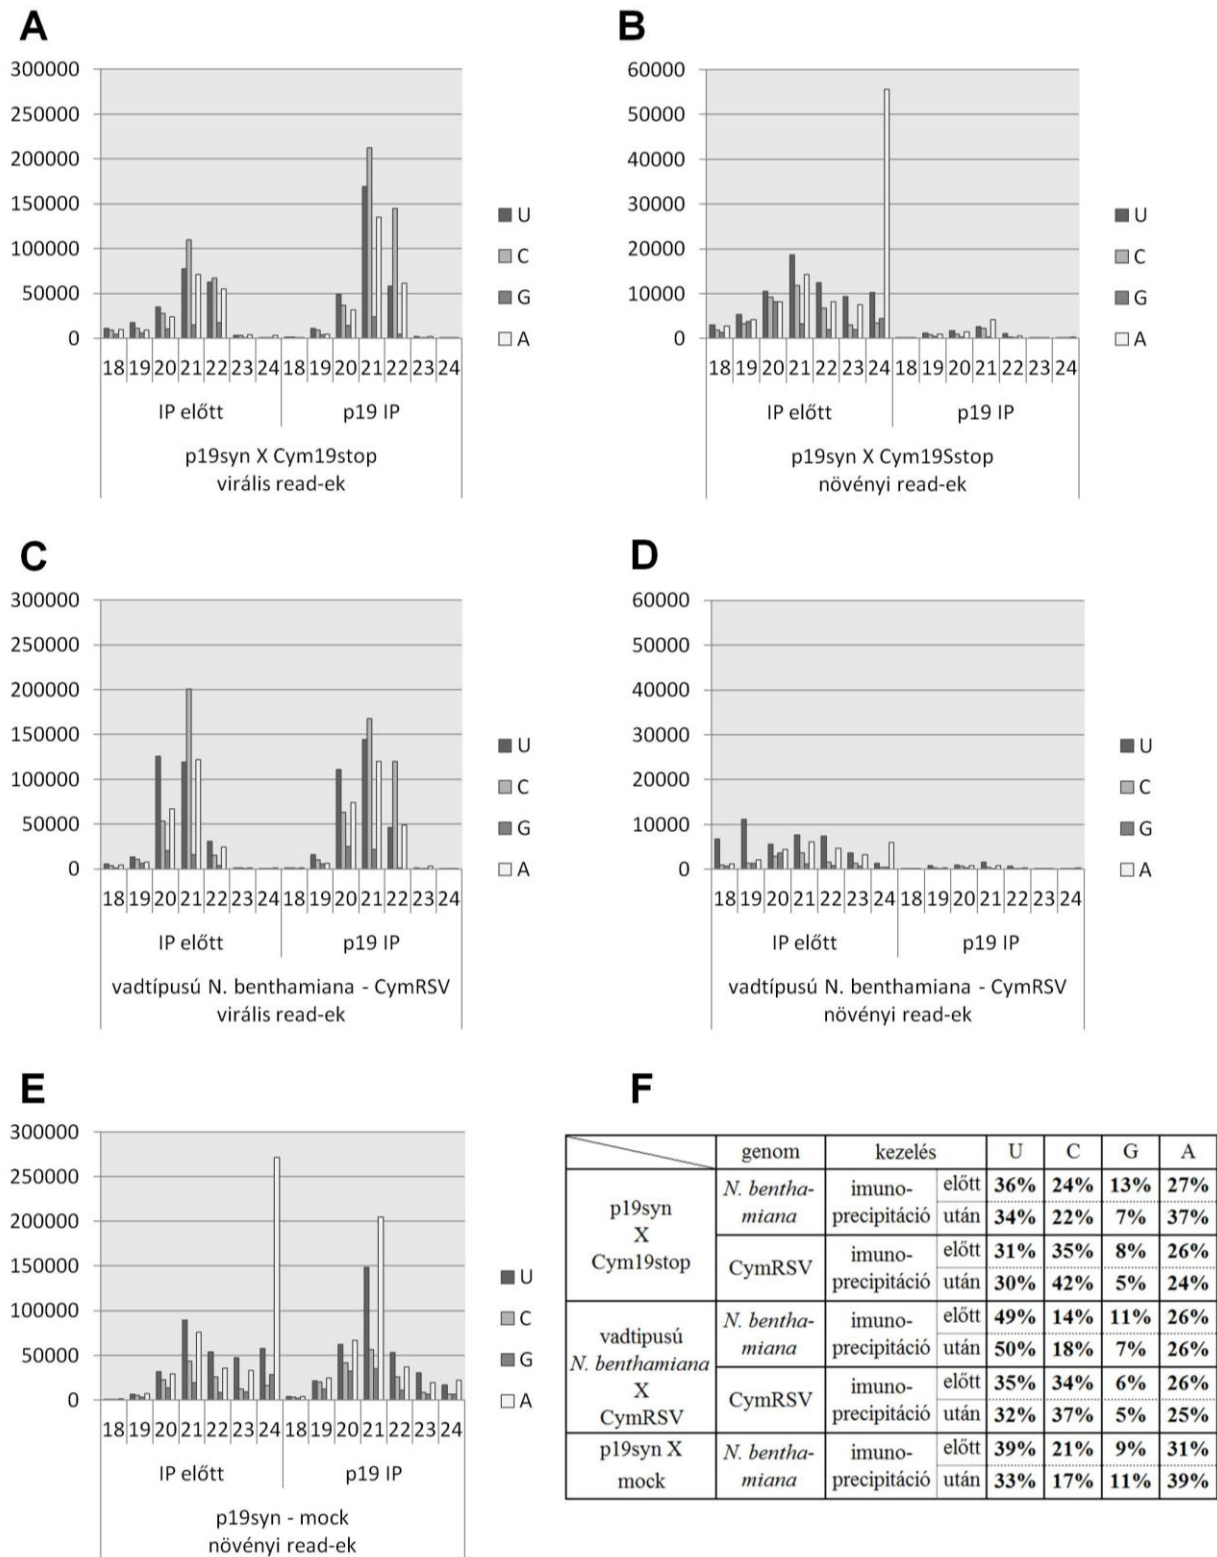 A
300000
250000
200000
150000
100000
50000
0
18 19 20 21 22 23 24 18 19 20 21 22 23 24
IP előtt p19 IP
p19syn X Cym19stop
virális read-ek
U
C
G
A
B
60000
50000
40000
30000
20000
10000
0
18 19 20 21 22 23 24 18 19 20 21 22 23 24
IP előtt p19 IP
p19syn X Cym19Sstop
növényi read-ek
U
C
G
A
C
300000
250000
200000
150000
100000
50000
0
18 19 20 21 22 23 24 18 19 20 21 22 23 24
IP előtt p19 IP
vadtípusú N. benthamiana - CymRSV
virális read-ek
U
C
G
A
D
60000
50000
40000
30000
20000
10000
0
18 19 20 21 22 23 24 18 19 20 21 22 23 24
IP előtt p19 IP
vadtípusú N. benthamiana - CymRSV
növényi read-ek
U
C
G
A
E
300000
250000
200000
150000
100000
50000
0
18 19 20 21 22 23 24 18 19 20 21 22 23 24
IP előtt p19 IP
p19syn - mock
növényi read-ek
U
C
G
A
F
genom kezelés U C G A
p19syn
X
Cym19stop
N. bentha-
miana
imuno-
precipitáció
előtt 36% 24% 13% 27%
után 34% 22% 7% 37%
CymRSV
imuno-
precipitáció
előtt 31% 35% 8% 26%
után 30% 42% 5% 24%
vadtipusú
N. benthamiana
X
CymRSV
N. bentha-
miana
imuno-
precipitáció
előtt 49% 14% 11% 26%
után 50% 18% 7% 26%
CymRSV
imuno-
precipitáció
előtt 35% 34% 6% 26%
után 32% 37% 5% 25%
p19syn X
mock
N. bentha-
miana
imuno-
precipitáció
előtt 39% 21% 9% 31%
után 33% 17% 11% 39%